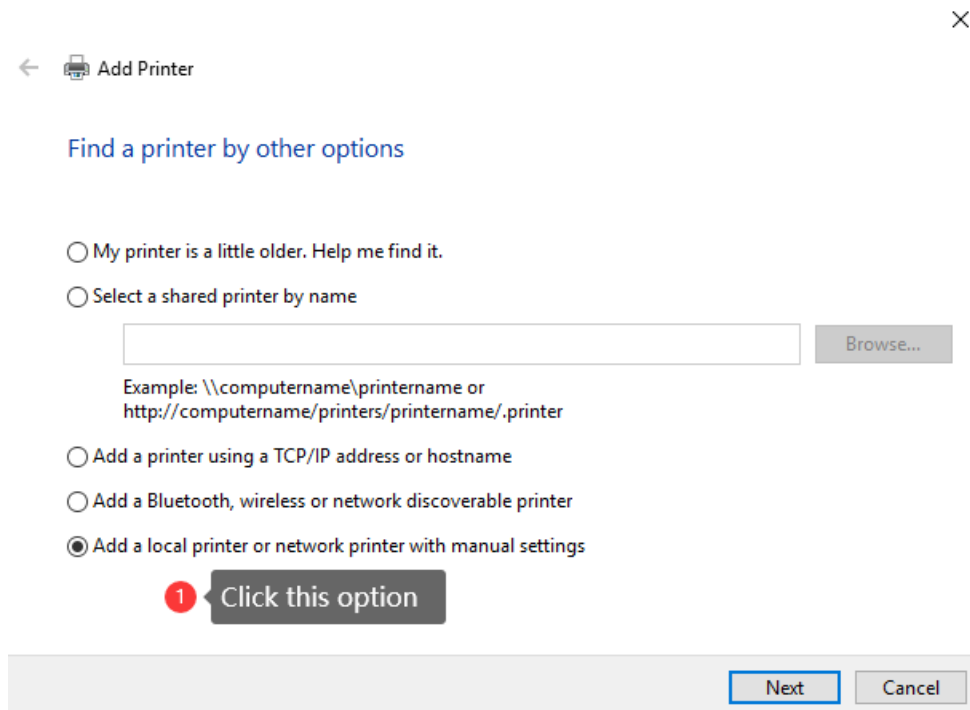 Add Printer
Find a printer by other options
My printer is a little older. Help me find it.
Select a shared printer by name
Browse...
Example: \\computername\printername or
http://computername/printers/printername/.printer
Add a printer using a TCP/IP address or hostname
Add a Bluetooth, wireless or network discoverable printer
Add a local printer or network printer with manual settings
1 Click this option
Next Cancel